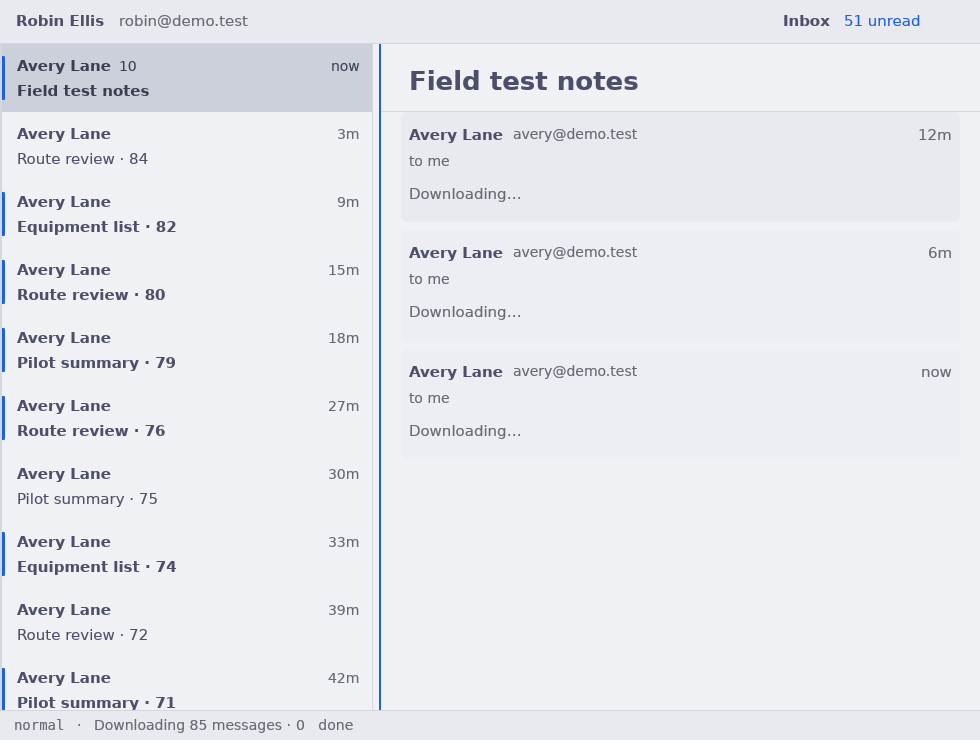 Robin Ellis robin@demo.test
Inbox 51 unread
Avery Lane 10 now
Field test notes
Avery Lane 3m
Route review · 84
Avery Lane 9m
Equipment list · 82
Avery Lane 15m
Route review · 80
Avery Lane 18m
Pilot summary · 79
Avery Lane 27m
Route review · 76
Avery Lane 30m
Pilot summary · 75
Avery Lane 33m
Equipment list · 74
Avery Lane 39m
Route review · 72
Avery Lane 42m
Pilot summary · 71
Field test notes
Avery Lane avery@demo.test 12m
to me
Downloading...
Avery Lane avery@demo.test 6m
to me
Downloading...
Avery Lane avery@demo.test now
to me
Downloading...
normal · Downloading 85 messages · 0 done